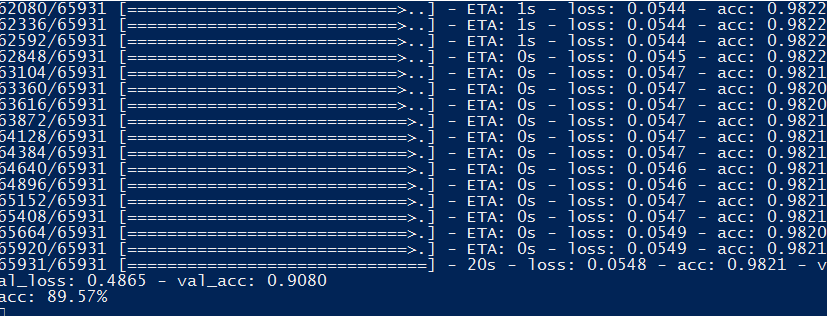 62080/65931 [=============================>..] - ETA: 1s - loss: 0.0544 - acc: 0.9822
62336/65931 [=============================>..] - ETA: 1s - loss: 0.0544 - acc: 0.9822
62592/65931 [=============================>..] - ETA: 1s - loss: 0.0544 - acc: 0.9822
62848/65931 [=============================>..] - ETA: 0s - loss: 0.0545 - acc: 0.9822
63104/65931 [=============================>..] - ETA: 0s - loss: 0.0547 - acc: 0.9821
63360/65931 [=============================>..] - ETA: 0s - loss: 0.0547 - acc: 0.9820
63616/65931 [=============================>..] - ETA: 0s - loss: 0.0547 - acc: 0.9820
63872/65931 [==============================>.] - ETA: 0s - loss: 0.0547 - acc: 0.9821
64128/65931 [==============================>.] - ETA: 0s - loss: 0.0547 - acc: 0.9821
64384/65931 [==============================>.] - ETA: 0s - loss: 0.0547 - acc: 0.9821
64640/65931 [==============================>.] - ETA: 0s - loss: 0.0546 - acc: 0.9821
64896/65931 [==============================>.] - ETA: 0s - loss: 0.0546 - acc: 0.9821
65152/65931 [==============================>.] - ETA: 0s - loss: 0.0547 - acc: 0.9821
65408/65931 [==============================>.] - ETA: 0s - loss: 0.0547 - acc: 0.9821
65664/65931 [==============================>.] - ETA: 0s - loss: 0.0549 - acc: 0.9820
65920/65931 [==============================>.] - ETA: 0s - loss: 0.0549 - acc: 0.9821
65931/65931 [================================] - 20s - loss: 0.0548 - acc: 0.9821 - v
al_loss: 0.4865 - val_acc: 0.9080
acc: 89.57%